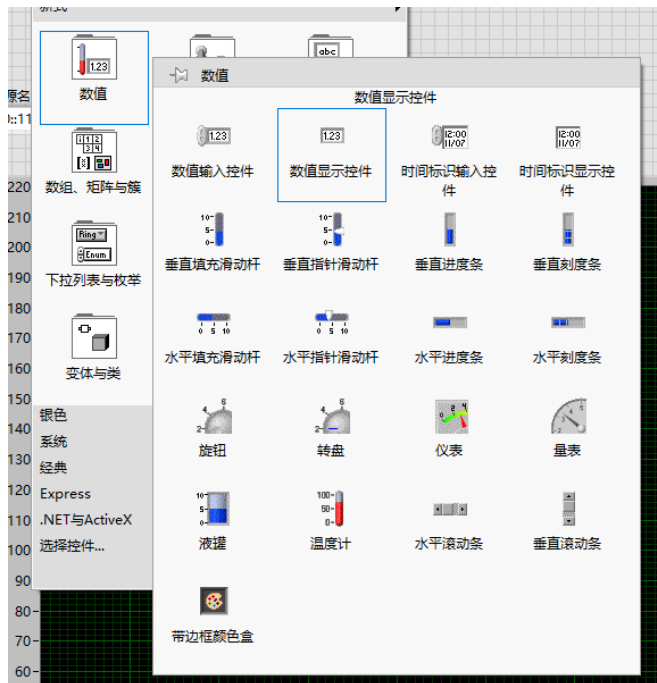 新式
数值
数值
数值显示控件
源名
数值输入控件
数值显示控件
时间标识输入控件
时间标识显示控件
数组、矩阵与簇
垂直填充滑动杆
垂直指针滑动杆
垂直进度条
垂直刻度条
下拉列表与枚举
水平填充滑动杆
水平指针滑动杆
水平进度条
水平刻度条
变体与类
旋钮
转盘
仪表
量表
银色
系统
经典
Express
.NET与ActiveX
选择控件...
液罐
温度计
水平滚动条
垂直滚动条
带边框颜色盒
220
210
200
190
180
170
160
150
140
130
120
110
100
90
80
70
60